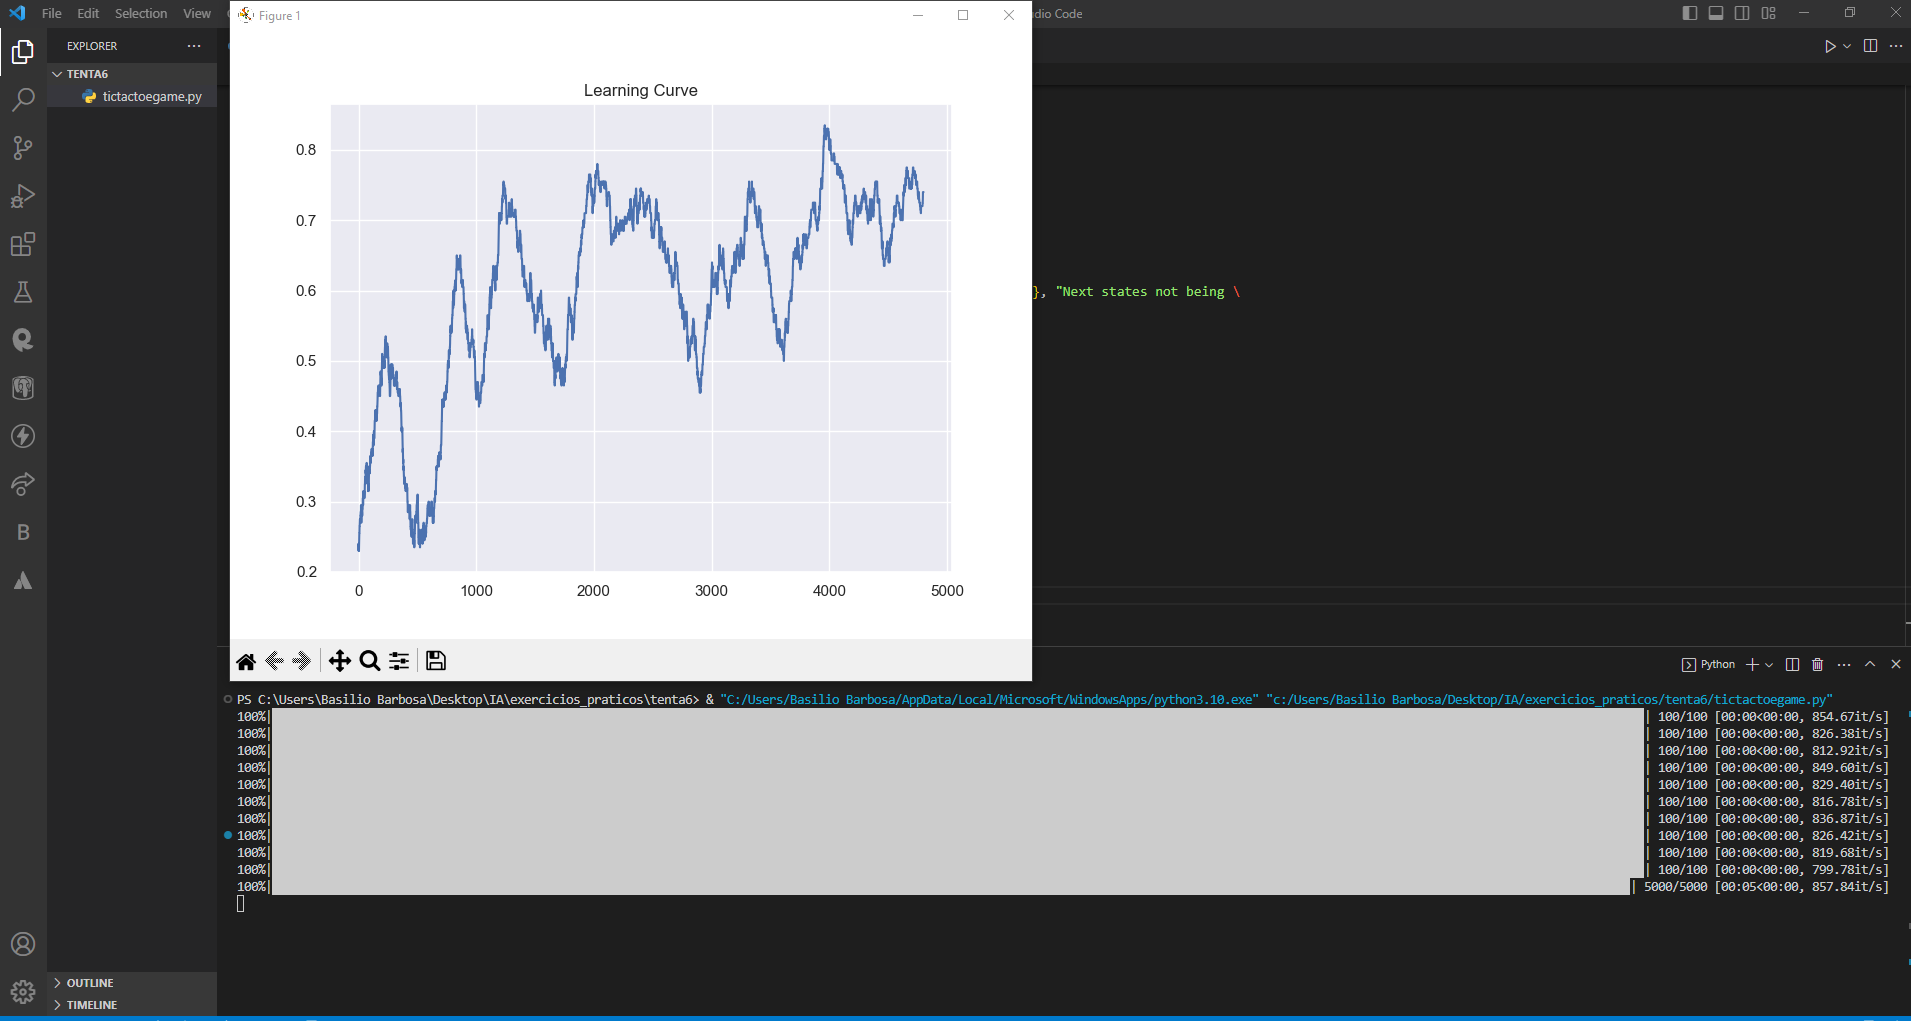 File Edit Selection View
Figure 1
dio Code
EXPLORER
TENTA6
tictactoegame.py
Learning Curve
0.8
0.7
0.6
0.5
0.4
0.3
0.2
0 1000 2000 3000 4000 5000
}, "Next states not being \
Python
PS C:\Users\Basilio Barbosa\Desktop\IA\exercicios_praticos\tenta6> & "C:/Users/Basilio Barbosa/AppData/Local/Microsoft/WindowsApps/python3.10.exe" "c:/Users/Basilio Barbosa/Desktop/IA/exercicios_praticos/tenta6/tictactoegame.py"
100%| | 100/100 [00:00<00:00, 854.67it/s]
100%| | 100/100 [00:00<00:00, 826.38it/s]
100%| | 100/100 [00:00<00:00, 812.92it/s]
100%| | 100/100 [00:00<00:00, 849.60it/s]
100%| | 100/100 [00:00<00:00, 829.40it/s]
100%| | 100/100 [00:00<00:00, 816.78it/s]
100%| | 100/100 [00:00<00:00, 836.87it/s]
100%| | 100/100 [00:00<00:00, 826.42it/s]
100%| | 100/100 [00:00<00:00, 819.68it/s]
100%| | 100/100 [00:00<00:00, 799.78it/s]
100%| | 5000/5000 [00:05<00:00, 857.84it/s]
OUTLINE
TIMELINE